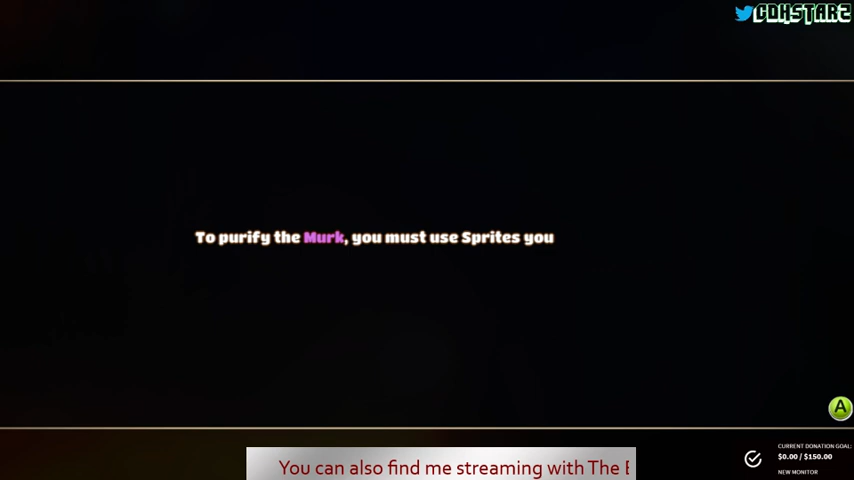 GDHSTARZ
To purify the Murk, you must use Sprites you
A
You can also find me streaming with The
CURRENT DONATION GOAL:
$0.00 / $150.00
NEW MONITOR